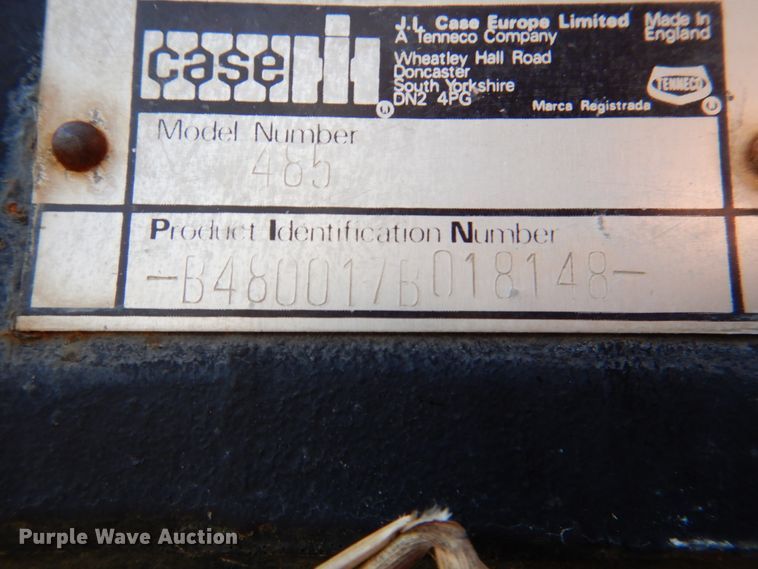 case IH
J.I. Case Europe Limited
A Tenneco Company
Wheatley Hall Road
Doncaster
South Yorkshire
DN2 4PG
Made In
England
TENNECO
Marca Registrada
Model Number
485
Product Identification Number
-B480017B018148-
Purple Wave Auction